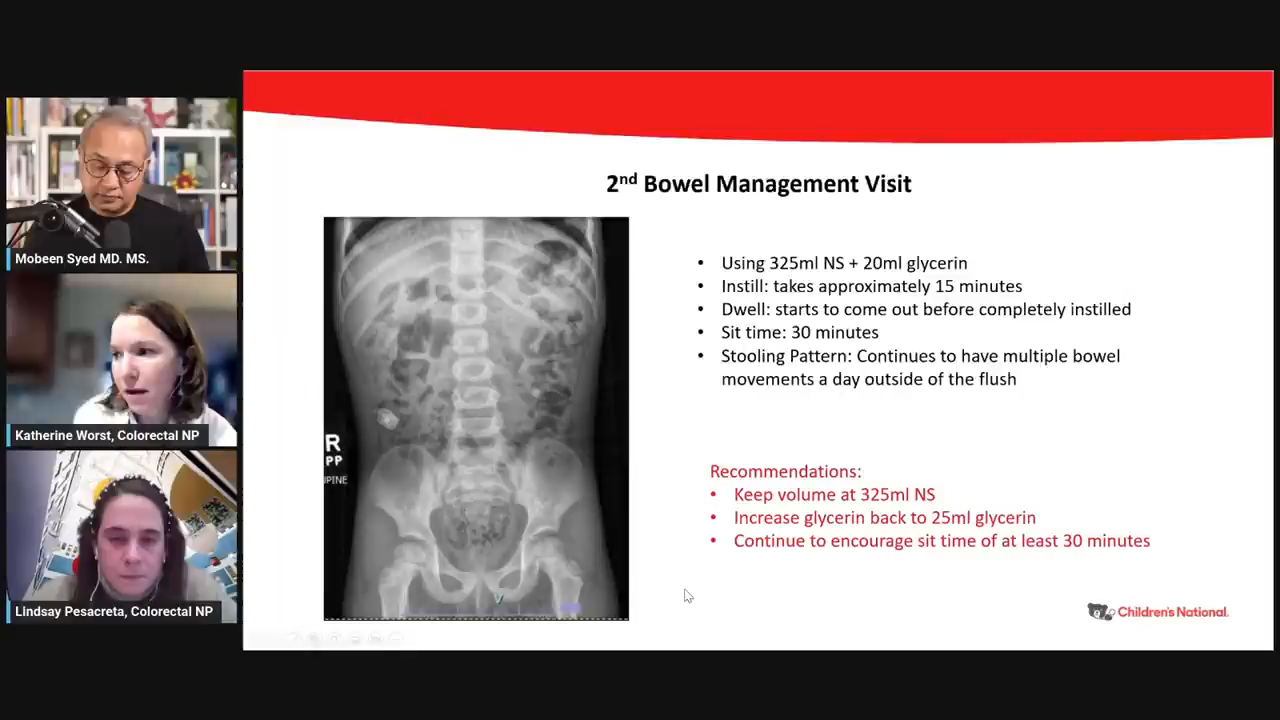 2nd Bowel Management Visit
• Using 325ml NS + 20ml glycerin
• Instill: takes approximately 15 minutes
• Dwell: starts to come out before completely instilled
• Sit time: 30 minutes
• Stooling Pattern: Continues to have multiple bowel
movements a day outside of the flush
Recommendations:
• Keep volume at 325ml NS
• Increase glycerin back to 25ml glycerin
• Continue to encourage sit time of at least 30 minutes
R
PP
UPINE
Children's National.
Mobeen Syed MD. MS.
Katherine Worst, Colorectal NP
Lindsay Pesacreta, Colorectal NP